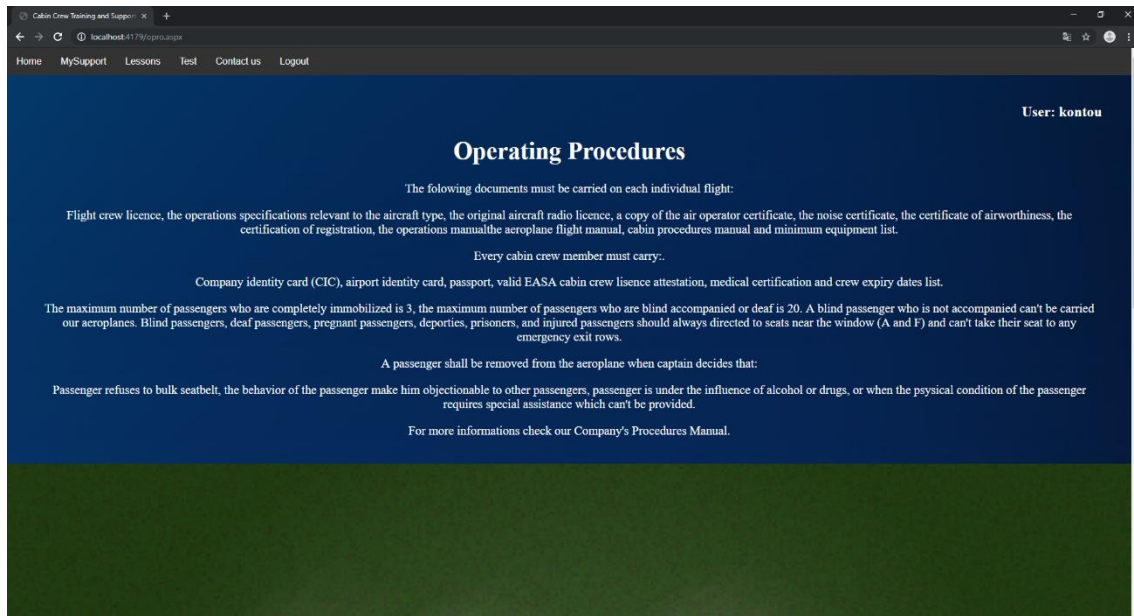 Cabin Crew Training and Support
localhost:4179/opro.aspx
Home MySupport Lessons Test Contact us Logout
User: kontou
Operating Procedures
The folowing documents must be carried on each individual flight:
Flight crew licence, the operations specifications relevant to the aircraft type, the original aircraft radio licence, a copy of the air operator certificate, the noise certificate, the certificate of airworthiness, the
certification of registration, the operations manualthe aeroplane flight manual, cabin procedures manual and minimum equipment list.
Every cabin crew member must carry:.
Company identity card (CIC), airport identity card, passport, valid EASA cabin crew lisence attestation, medical certification and crew expiry dates list.
The maximum number of passengers who are completely immobilized is 3, the maximum number of passengers who are blind accompanied or deaf is 20. A blind passenger who is not accompanied can't be carried
our aeroplanes. Blind passengers, deaf passengers, pregnant passengers, deporties, prisoners, and injured passengers should always directed to seats near the window (A and F) and can't take their seat to any
emergency exit rows.
A passenger shall be removed from the aeroplane when captain decides that:
Passenger refuses to bulk seatbelt, the behavior of the passenger make him objectionable to other passengers, passenger is under the influence of alcohol or drugs, or when the psysical condition of the passenger
requires special assistance which can't be provided.
For more informations check our Company's Procedures Manual.